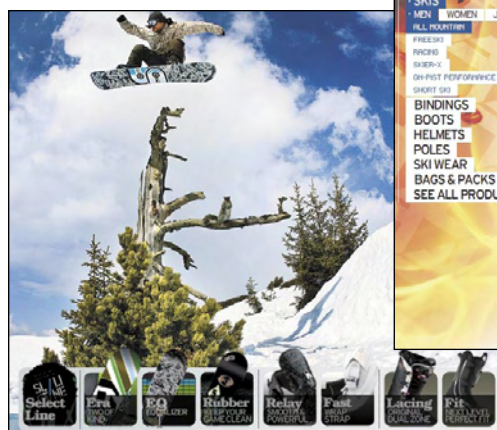 SKIS
MEN WOMEN J
ALL MOUNTAIN
FREESKI
RACING
SKIER-X
ON-PIST PERFORMANCE
SHORT SKI
BINDINGS
BOOTS
HELMETS
POLES
SKI WEAR
BAGS & PACKS
SEE ALL PRODU
Select
Line
Era
TWO OF
KIND
EQ
EQUALIZER
Rubber
KEEP YOUR
GAME CLEAN
Relay
SMOOTH &
POWERFUL
Fast
WRAP
STRAP
Lacing
ORIGINAL
DUAL ZONE
Fit
NEXT LEVEL
PERFECT FIT